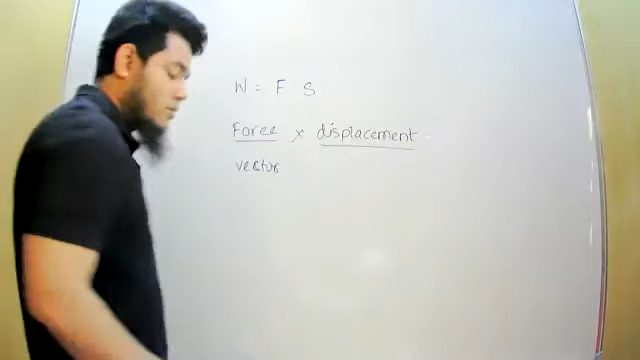 W = F S
Force × displacement
vector